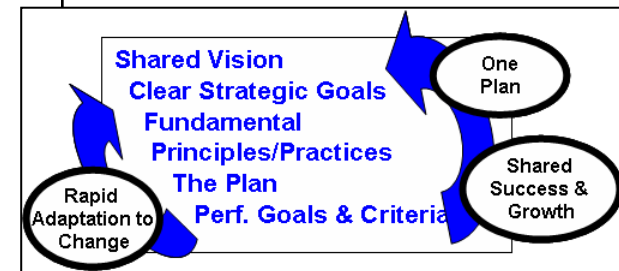 Shared Vision
Clear Strategic Goals
Fundamental
Principles/Practices
The Plan
Perf. Goals & Criteria
One
Plan
Shared
Success &
Growth
Rapid
Adaptation to
Change